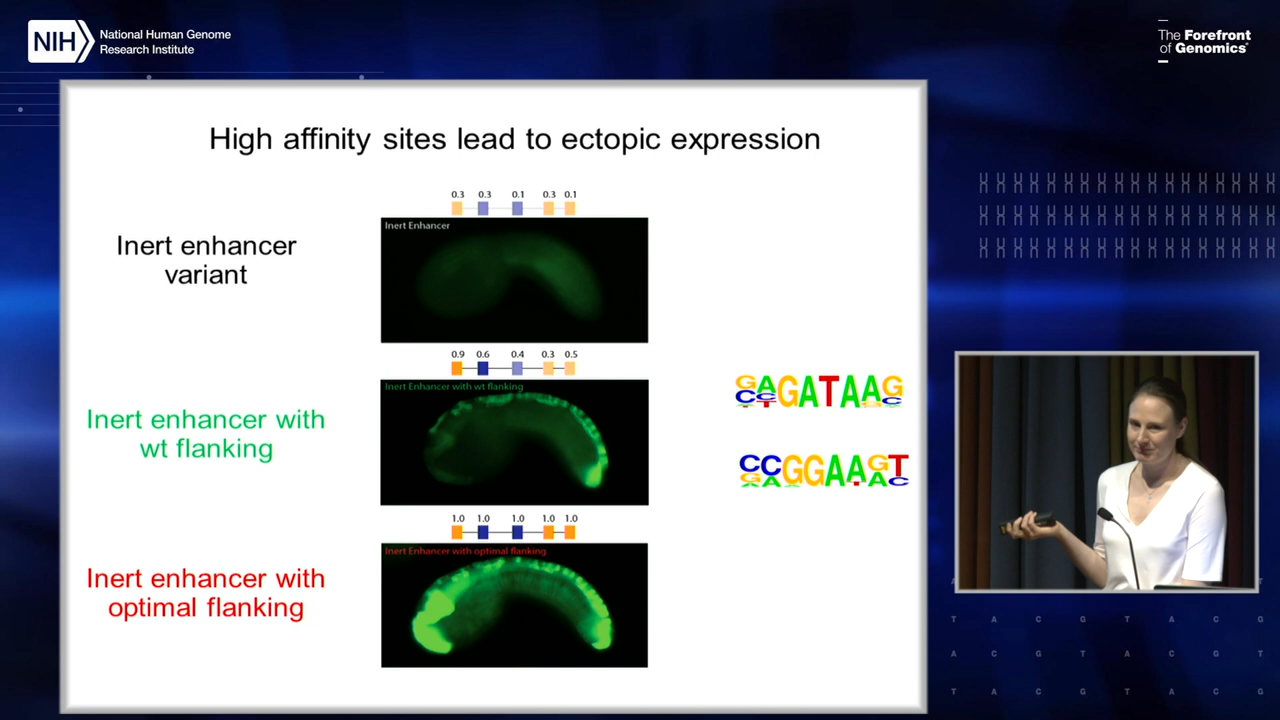 NIH
National Human Genome
Research Institute
The Forefront
of Genomics®
High affinity sites lead to ectopic expression
0.3 0.3 0.1 0.3 0.1
Inert Enhancer
Inert enhancer
variant
0.9 0.6 0.4 0.3 0.5
Inert Enhancer with wt flanking
Inert enhancer with
wt flanking
GATAA
GGAA
1.0 1.0 1.0 1.0 1.0
Inert Enhancer with optimal flanking
Inert enhancer with
optimal flanking
T A C G T A C G
A C G T A C G T
T A C G T A C G